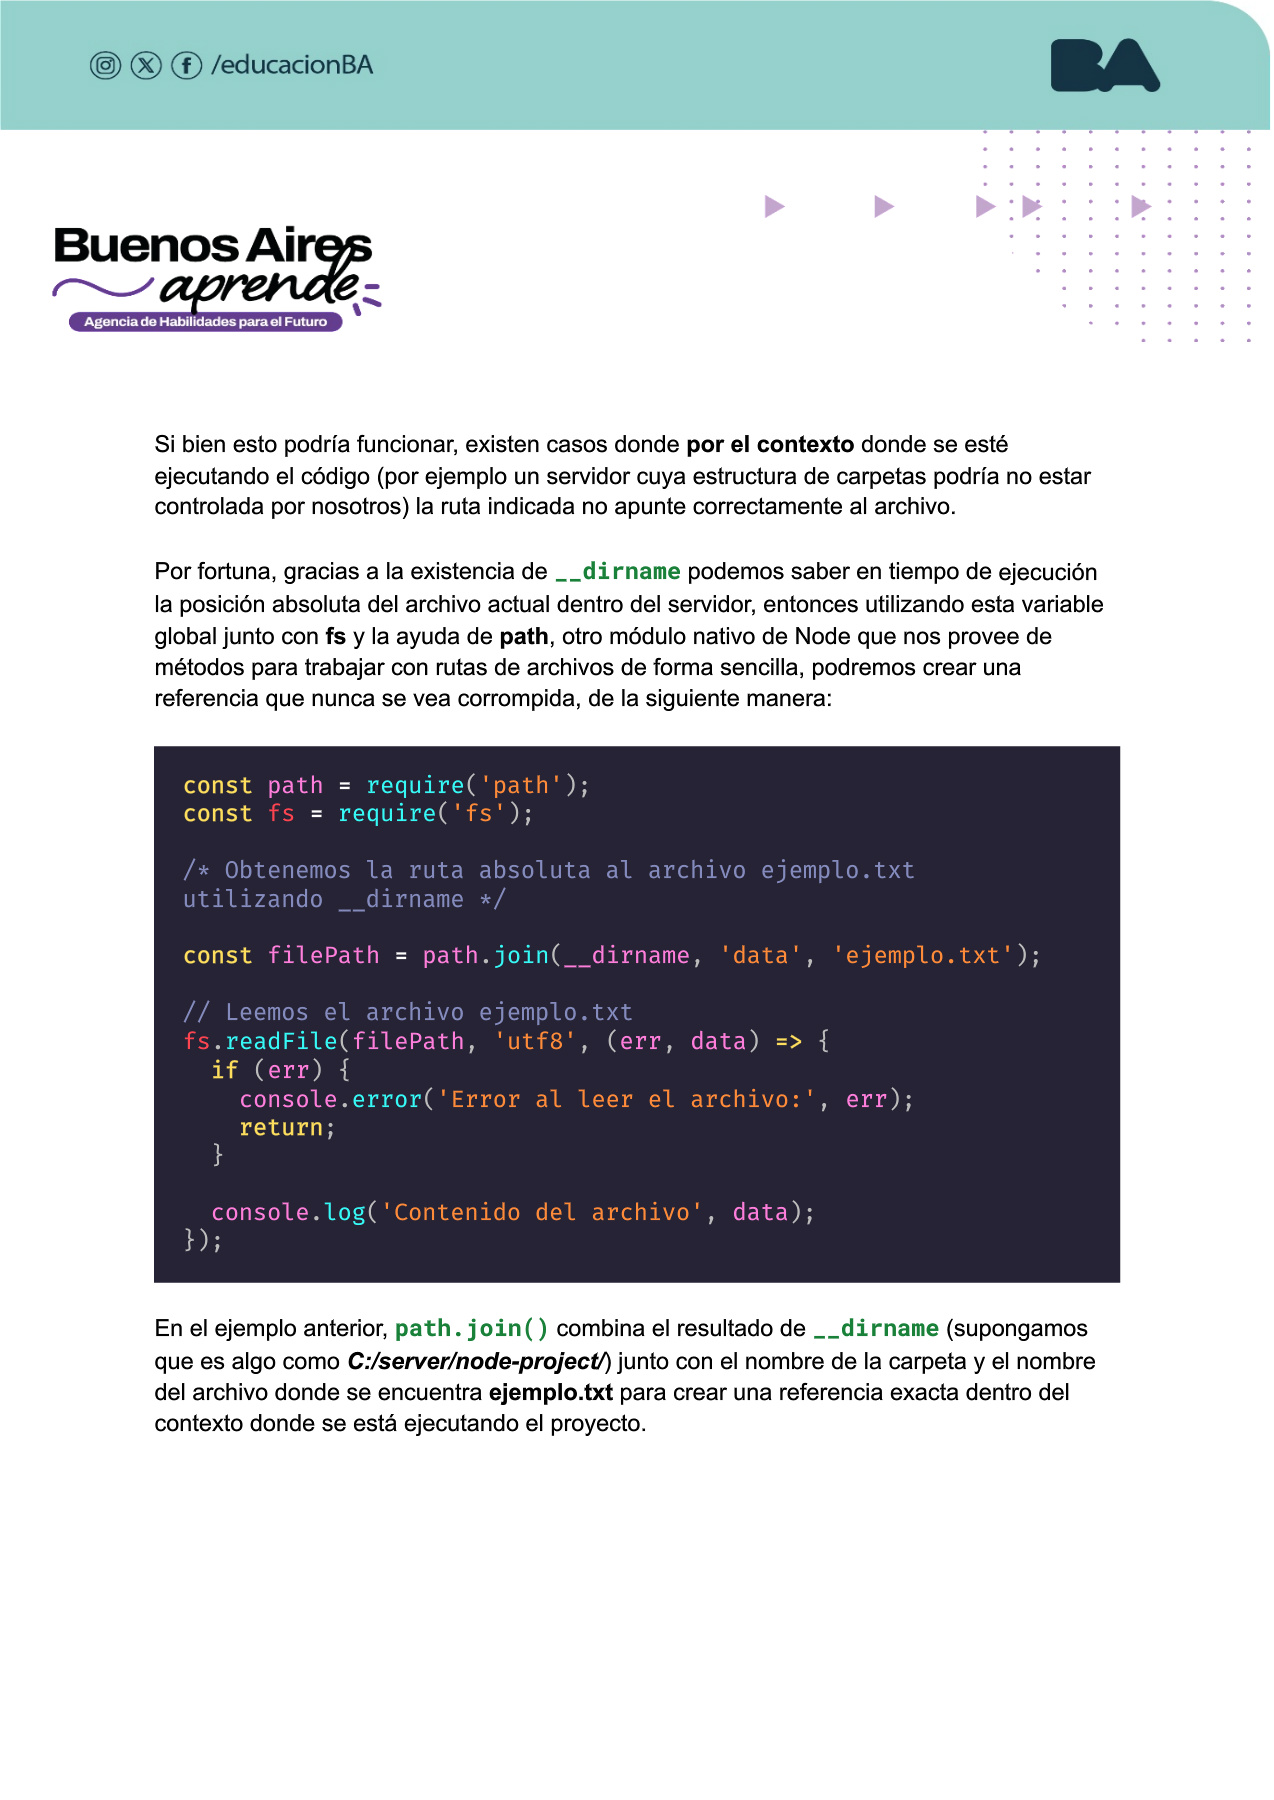 /educacionBA
BA
Buenos Aires
aprende
Agencia de Habilidades para el Futuro
Si bien esto podría funcionar, existen casos donde por el contexto donde se esté
ejecutando el código (por ejemplo un servidor cuya estructura de carpetas podría no estar
controlada por nosotros) la ruta indicada no apunte correctamente al archivo.
Por fortuna, gracias a la existencia de __dirname podemos saber en tiempo de ejecución
la posición absoluta del archivo actual dentro del servidor, entonces utilizando esta variable
global junto con fs y la ayuda de path, otro módulo nativo de Node que nos provee de
métodos para trabajar con rutas de archivos de forma sencilla, podremos crear una
referencia que nunca se vea corrompida, de la siguiente manera:
const path = require('path');
const fs = require('fs');
/* Obtenemos la ruta absoluta al archivo ejemplo.txt
utilizando __dirname */
const filePath = path.join(__dirname, 'data', 'ejemplo.txt');
// Leemos el archivo ejemplo.txt
fs.readFile(filePath, 'utf8', (err, data) => {
  if (err) {
    console.error('Error al leer el archivo:', err);
    return;
  }
  console.log('Contenido del archivo', data);
});
En el ejemplo anterior, path.join() combina el resultado de __dirname (supongamos
que es algo como C:/server/node-project/) junto con el nombre de la carpeta y el nombre
del archivo donde se encuentra ejemplo.txt para crear una referencia exacta dentro del
contexto donde se está ejecutando el proyecto.